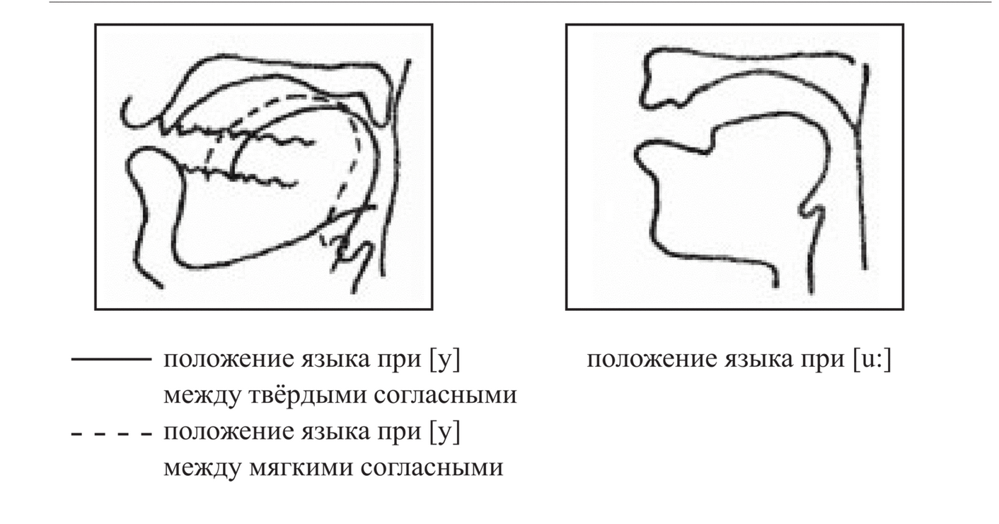 положение языка при [у]
между твёрдыми согласными
положение языка при [у]
между мягкими согласными
положение языка при [u:]